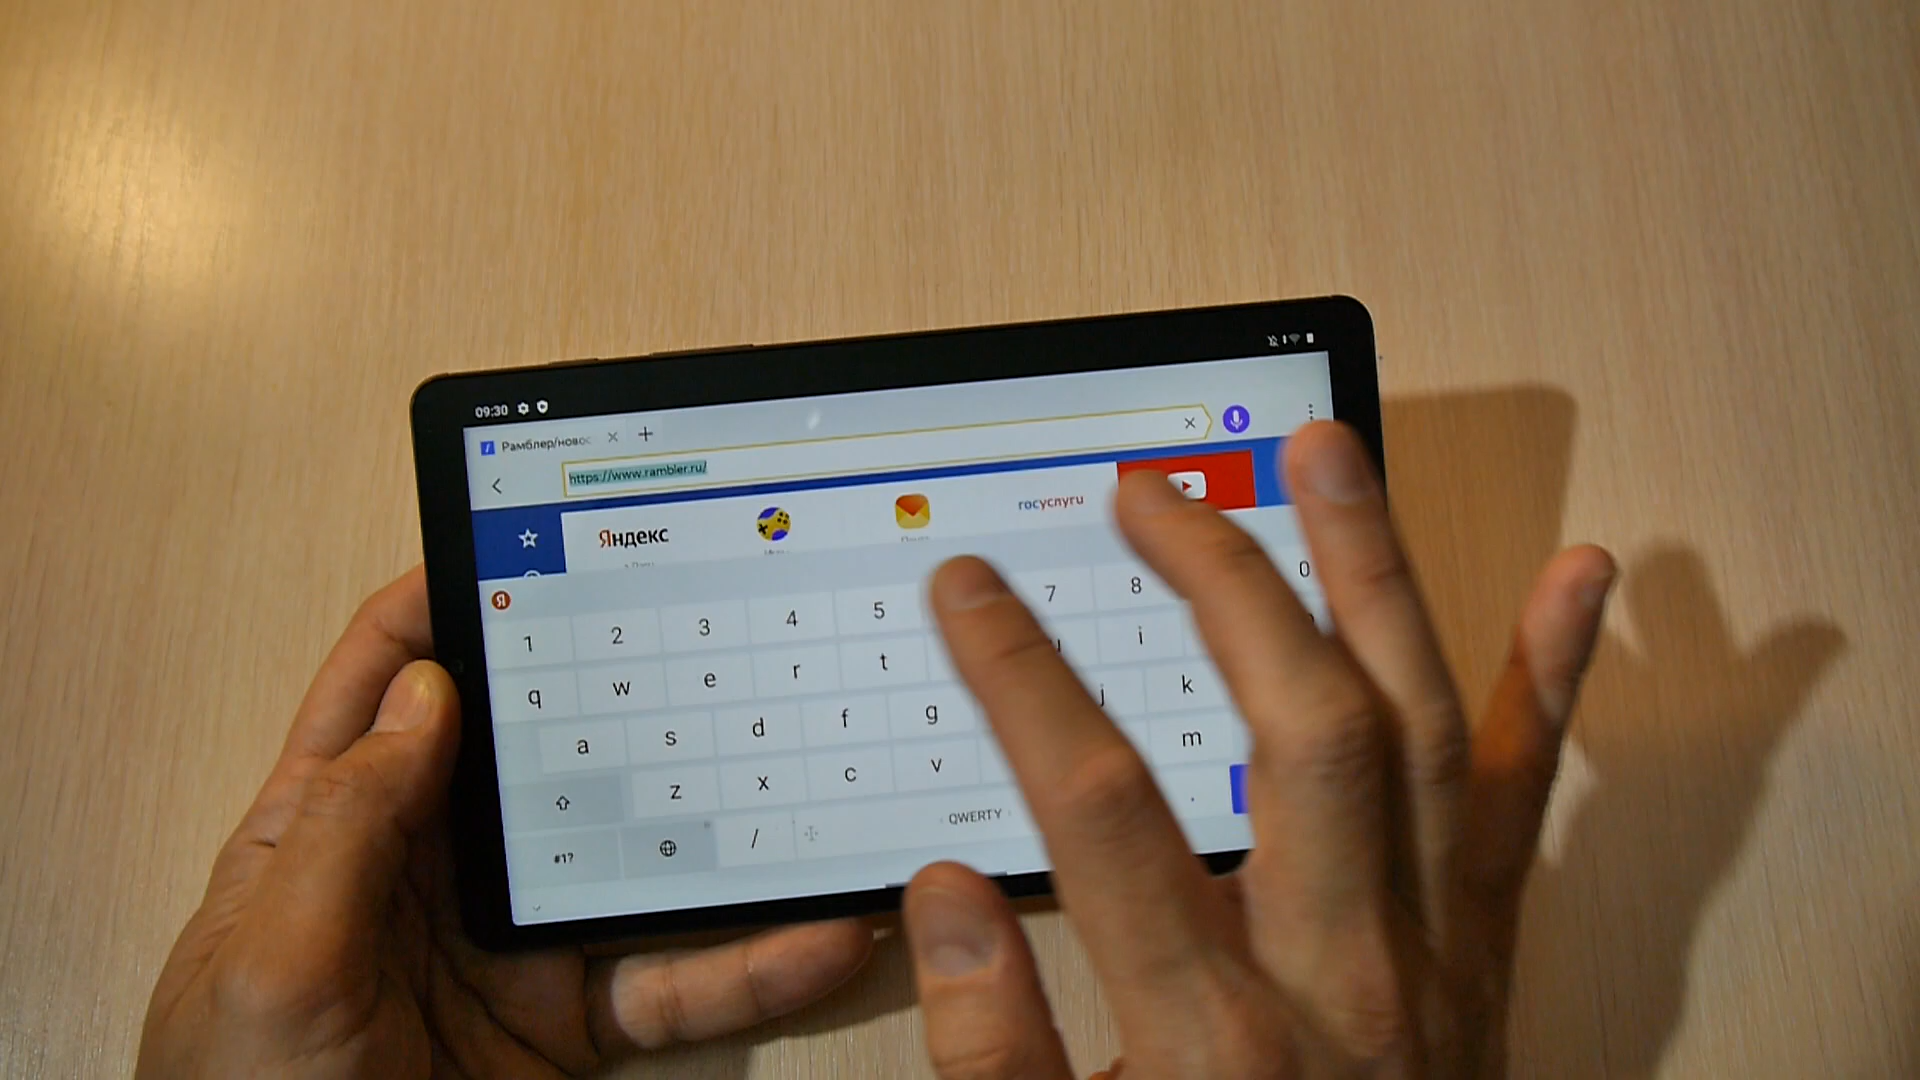 09:30
Рамблер/новос
https://www.rambler.ru/
Яндекс
госуслуги
Я
1 2 3 4 5 7 8 0
q w e r t u i
a s d f g j k
z x c v m
#1? / QWERTY .